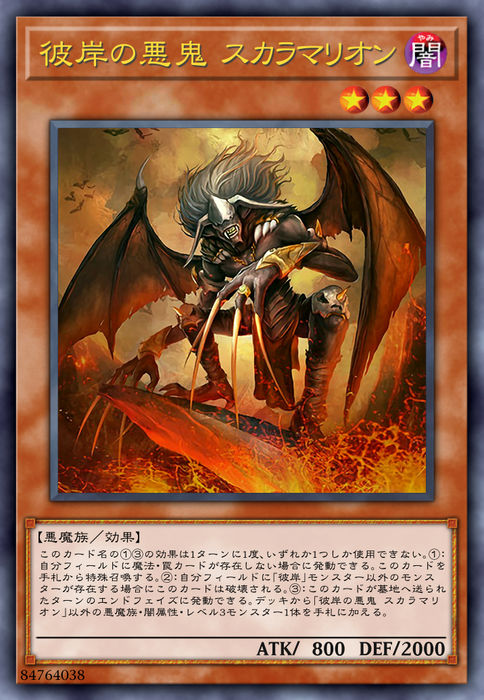 彼岸の悪鬼 スカラマリオン
やみ
闇
【悪魔族／効果】
このカード名の①③の効果は1ターンに1度、いずれか1つしか使用できない。①：
自分フィールドに魔法・罠カードが存在しない場合に発動できる。このカードを
手札から特殊召喚する。②：自分フィールドに「彼岸」モンスター以外のモンス
ターが存在する場合にこのカードは破壊される。③：このカードが墓地へ送られ
たターンのエンドフェイズに発動できる。デッキから「彼岸の悪鬼 スカラマリ
オン」以外の悪魔族・闇属性・レベル3モンスター1体を手札に加える。
ATK/ 800 DEF/2000
84764038